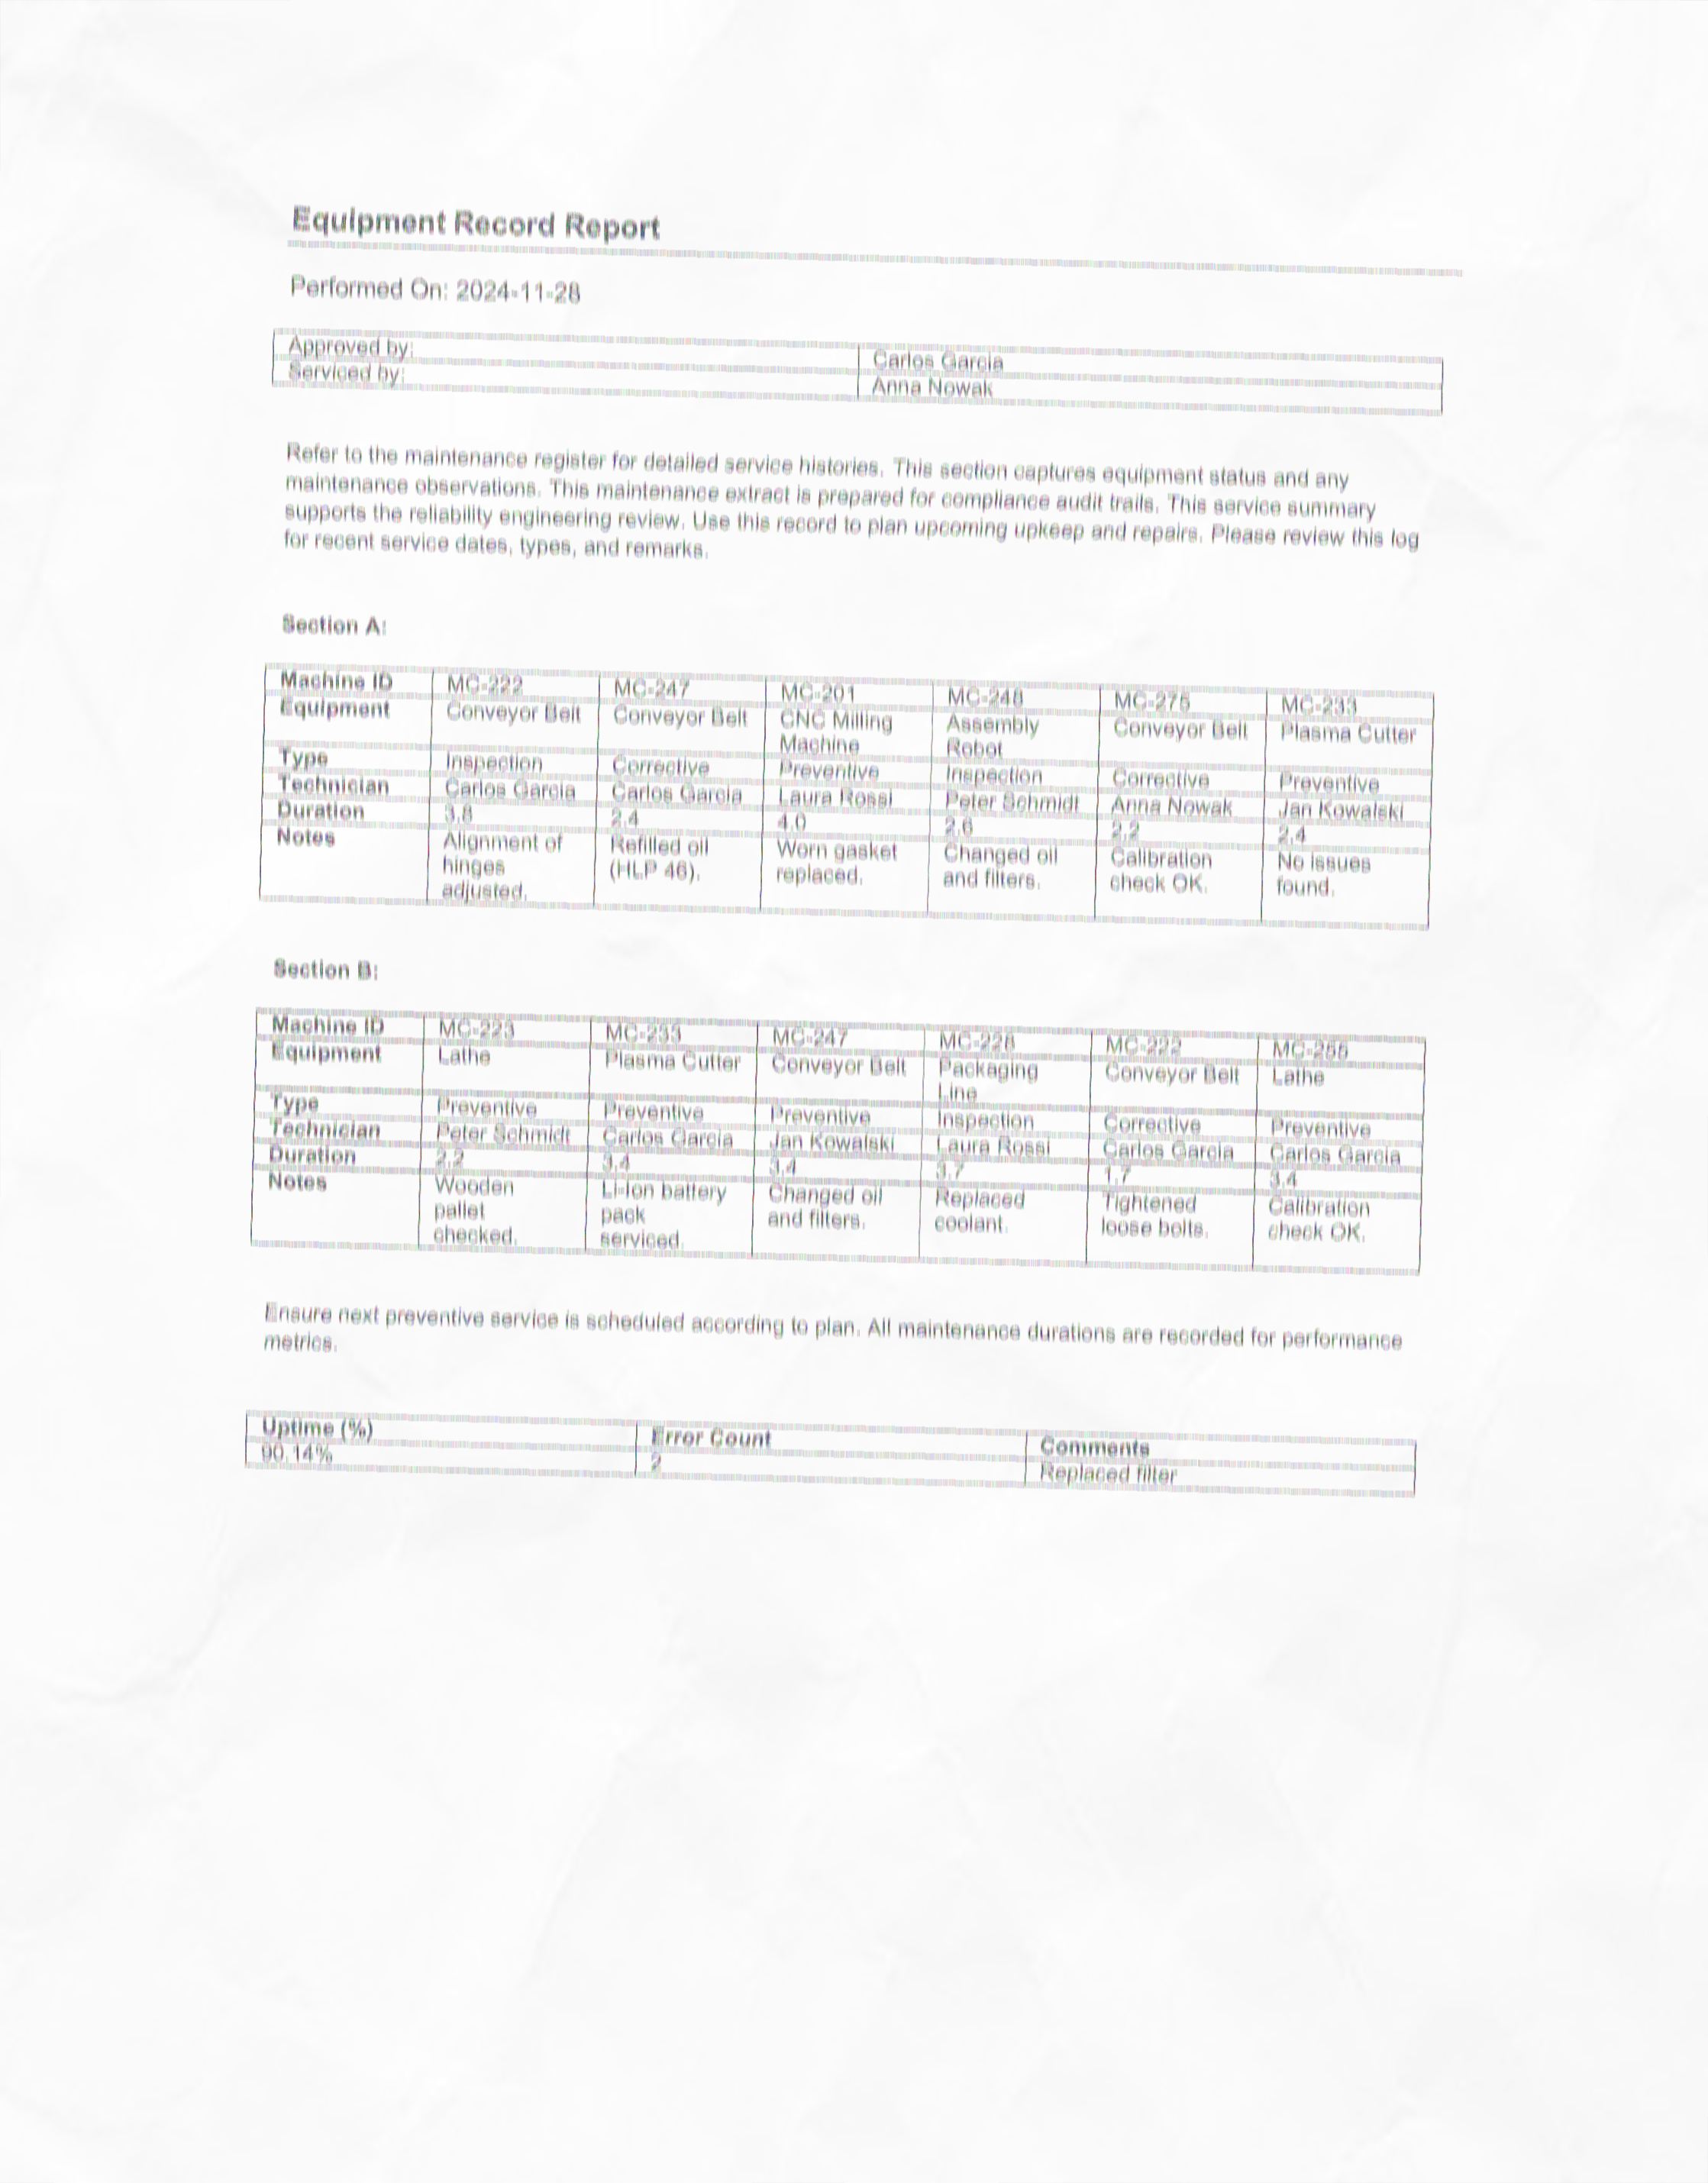 Equipment Record Report
Performed On: 2024-11-28
Approved by: Carlos Garcia
Serviced by: Anna Nowak
Refer to the maintenance register for detailed service histories. This section captures equipment status and any
maintenance observations. This maintenance extract is prepared for compliance audit trails. This service summary
supports the reliability engineering review. Use this record to plan upcoming upkeep and repairs. Please review this log
for recent service dates, types, and remarks.
Section A:
Machine ID MC-222 MC-247 MC-201 MC-248 MC-275 MC-233
Equipment Conveyor Belt Conveyor Belt CNC Milling Assembly Conveyor Belt Plasma Cutter
Machine Robot
Type Inspection Corrective Preventive Inspection Corrective Preventive
Technician Carlos Garcia Carlos Garcia Laura Rossi Peter Schmidt Anna Nowak Jan Kowalski
Duration 3.8 2.4 4.0 2.6 2.2 2.4
Notes Alignment of Refilled oil Worn gasket Changed oil Calibration No issues
hinges (HLP 46). replaced. and filters. check OK. found.
adjusted.
Section B:
Machine ID MC-223 MC-233 MC-247 MC-228 MC-222
Equipment Lathe Plasma Cutter Conveyor Belt Packaging Conveyor Belt Lathe
Line
Type Preventive Preventive Preventive Inspection Corrective Preventive
Technician Peter Schmidt Carlos Garcia Jan Kowalski Laura Rossi Carlos Garcia Carlos Garcia
Duration 2.2 3.4 3.4 3.7 1.7 3.4
Notes Wooden Li-Ion battery Changed oil Replaced Tightened Calibration
pallet pack and filters. coolant. loose bolts. check OK.
checked. serviced.
Ensure next preventive service is scheduled according to plan. All maintenance durations are recorded for performance
metrics.
Uptime (%) Error Count Comments
90.14% 2 Replaced filter